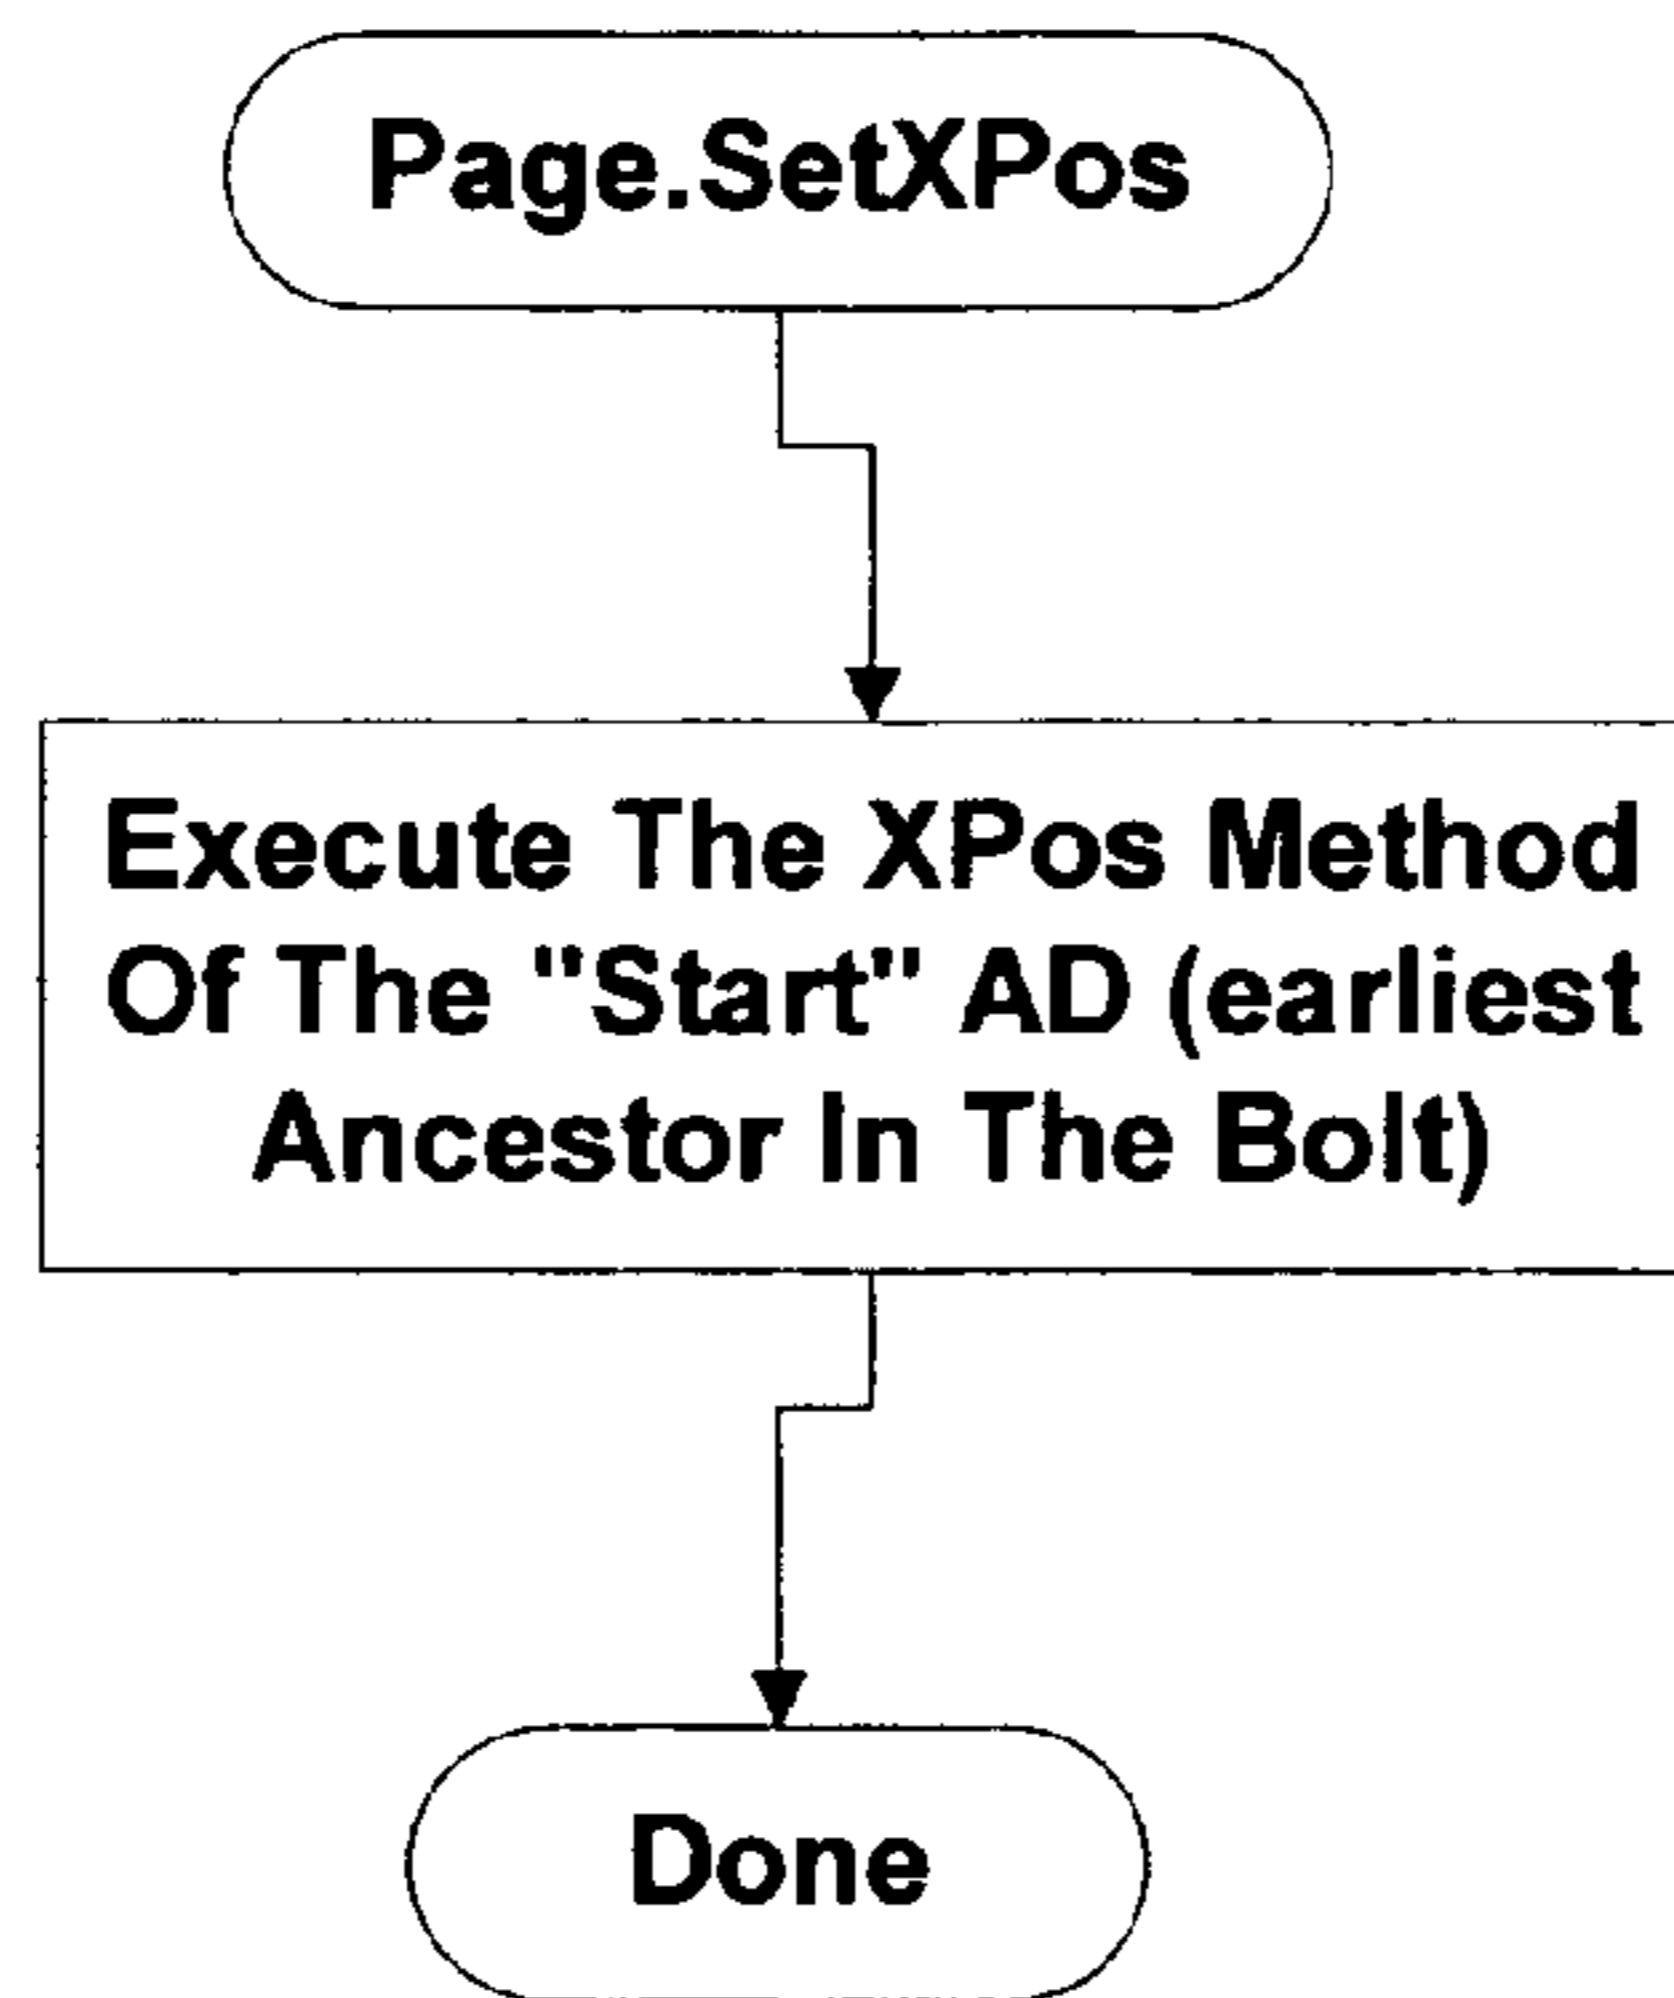 Page.SetXPos
Execute The XPos Method
Of The "Start" AD (earliest
Ancestor In The Bolt)
Done